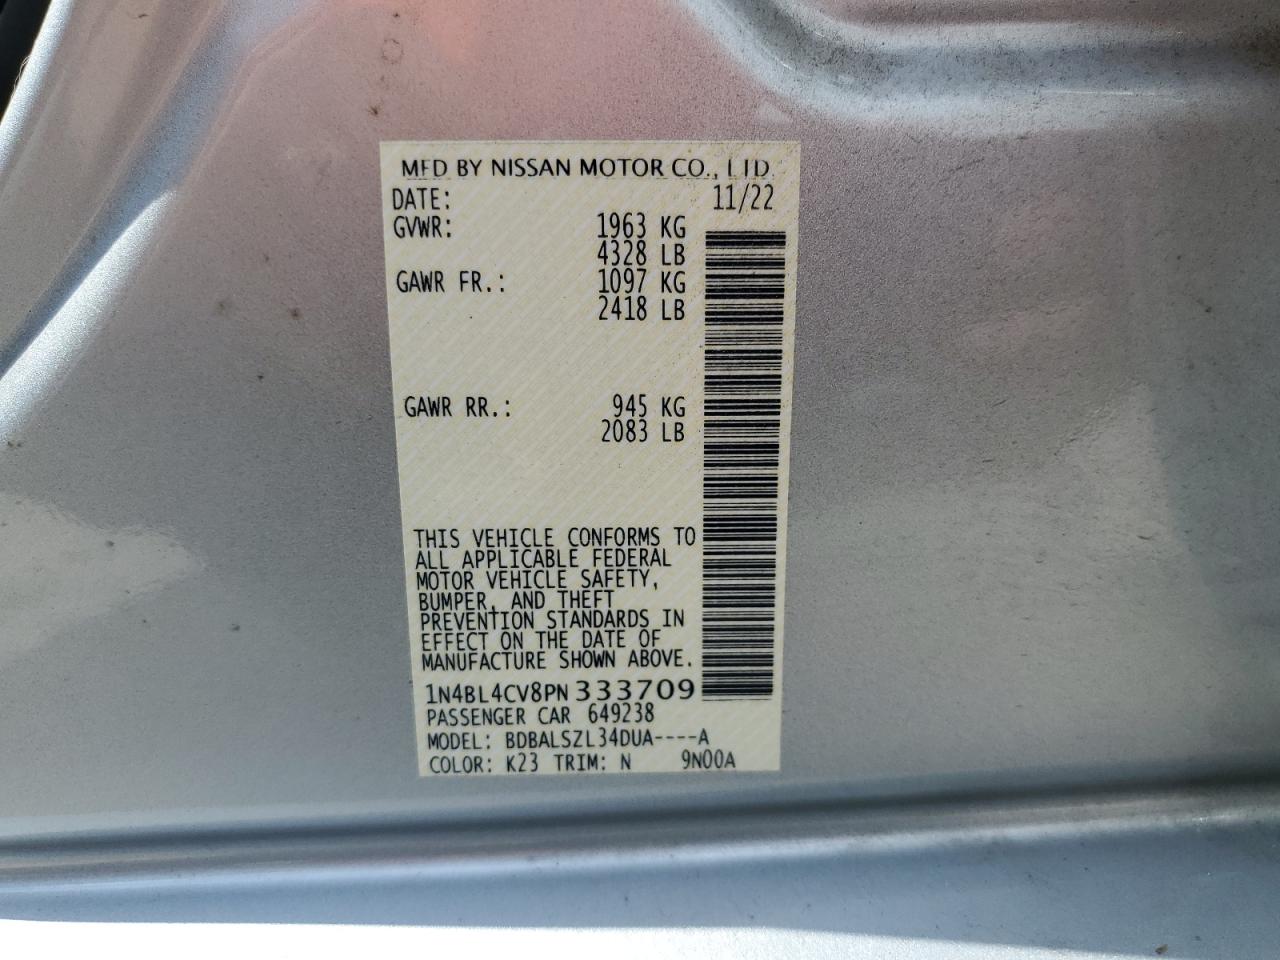 MFD BY NISSAN MOTOR CO., LTD.
DATE: 11/22
GVWR: 1963 KG
4328 LB
GAWR FR.: 1097 KG
2418 LB
GAWR RR.: 945 KG
2083 LB
THIS VEHICLE CONFORMS TO
ALL APPLICABLE FEDERAL
MOTOR VEHICLE SAFETY,
BUMPER, AND THEFT
PREVENTION STANDARDS IN
EFFECT ON THE DATE OF
MANUFACTURE SHOWN ABOVE.
1N4BL4CV8PN333709
PASSENGER CAR 649238
MODEL: BDBALSZL34DUA----A
COLOR: K23 TRIM: N 9N00A